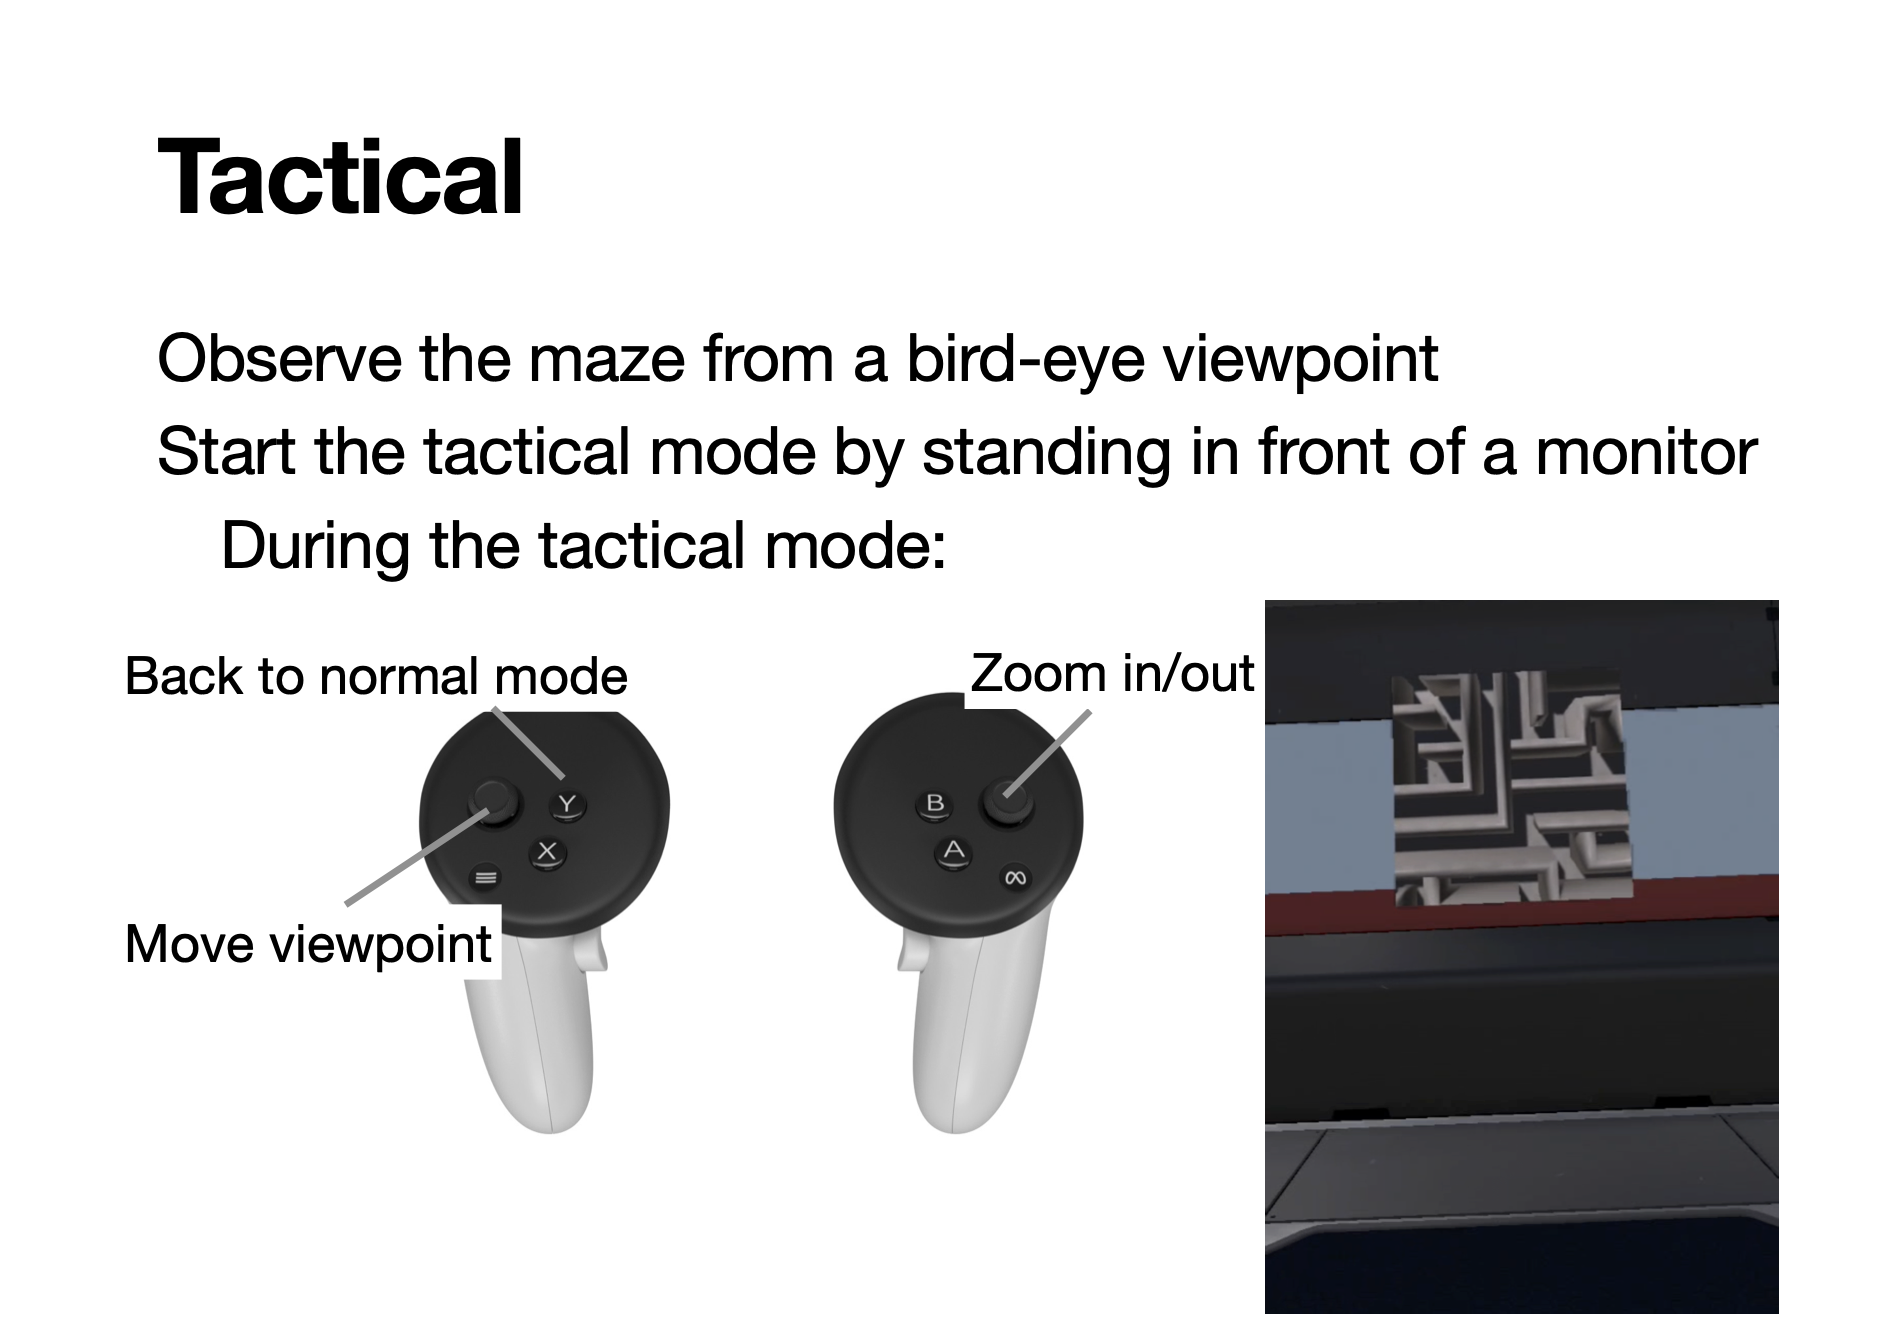 Tactical
Observe the maze from a bird-eye viewpoint
Start the tactical mode by standing in front of a monitor
During the tactical mode:
Back to normal mode
Zoom in/out
Y
X
B
A
Move viewpoint